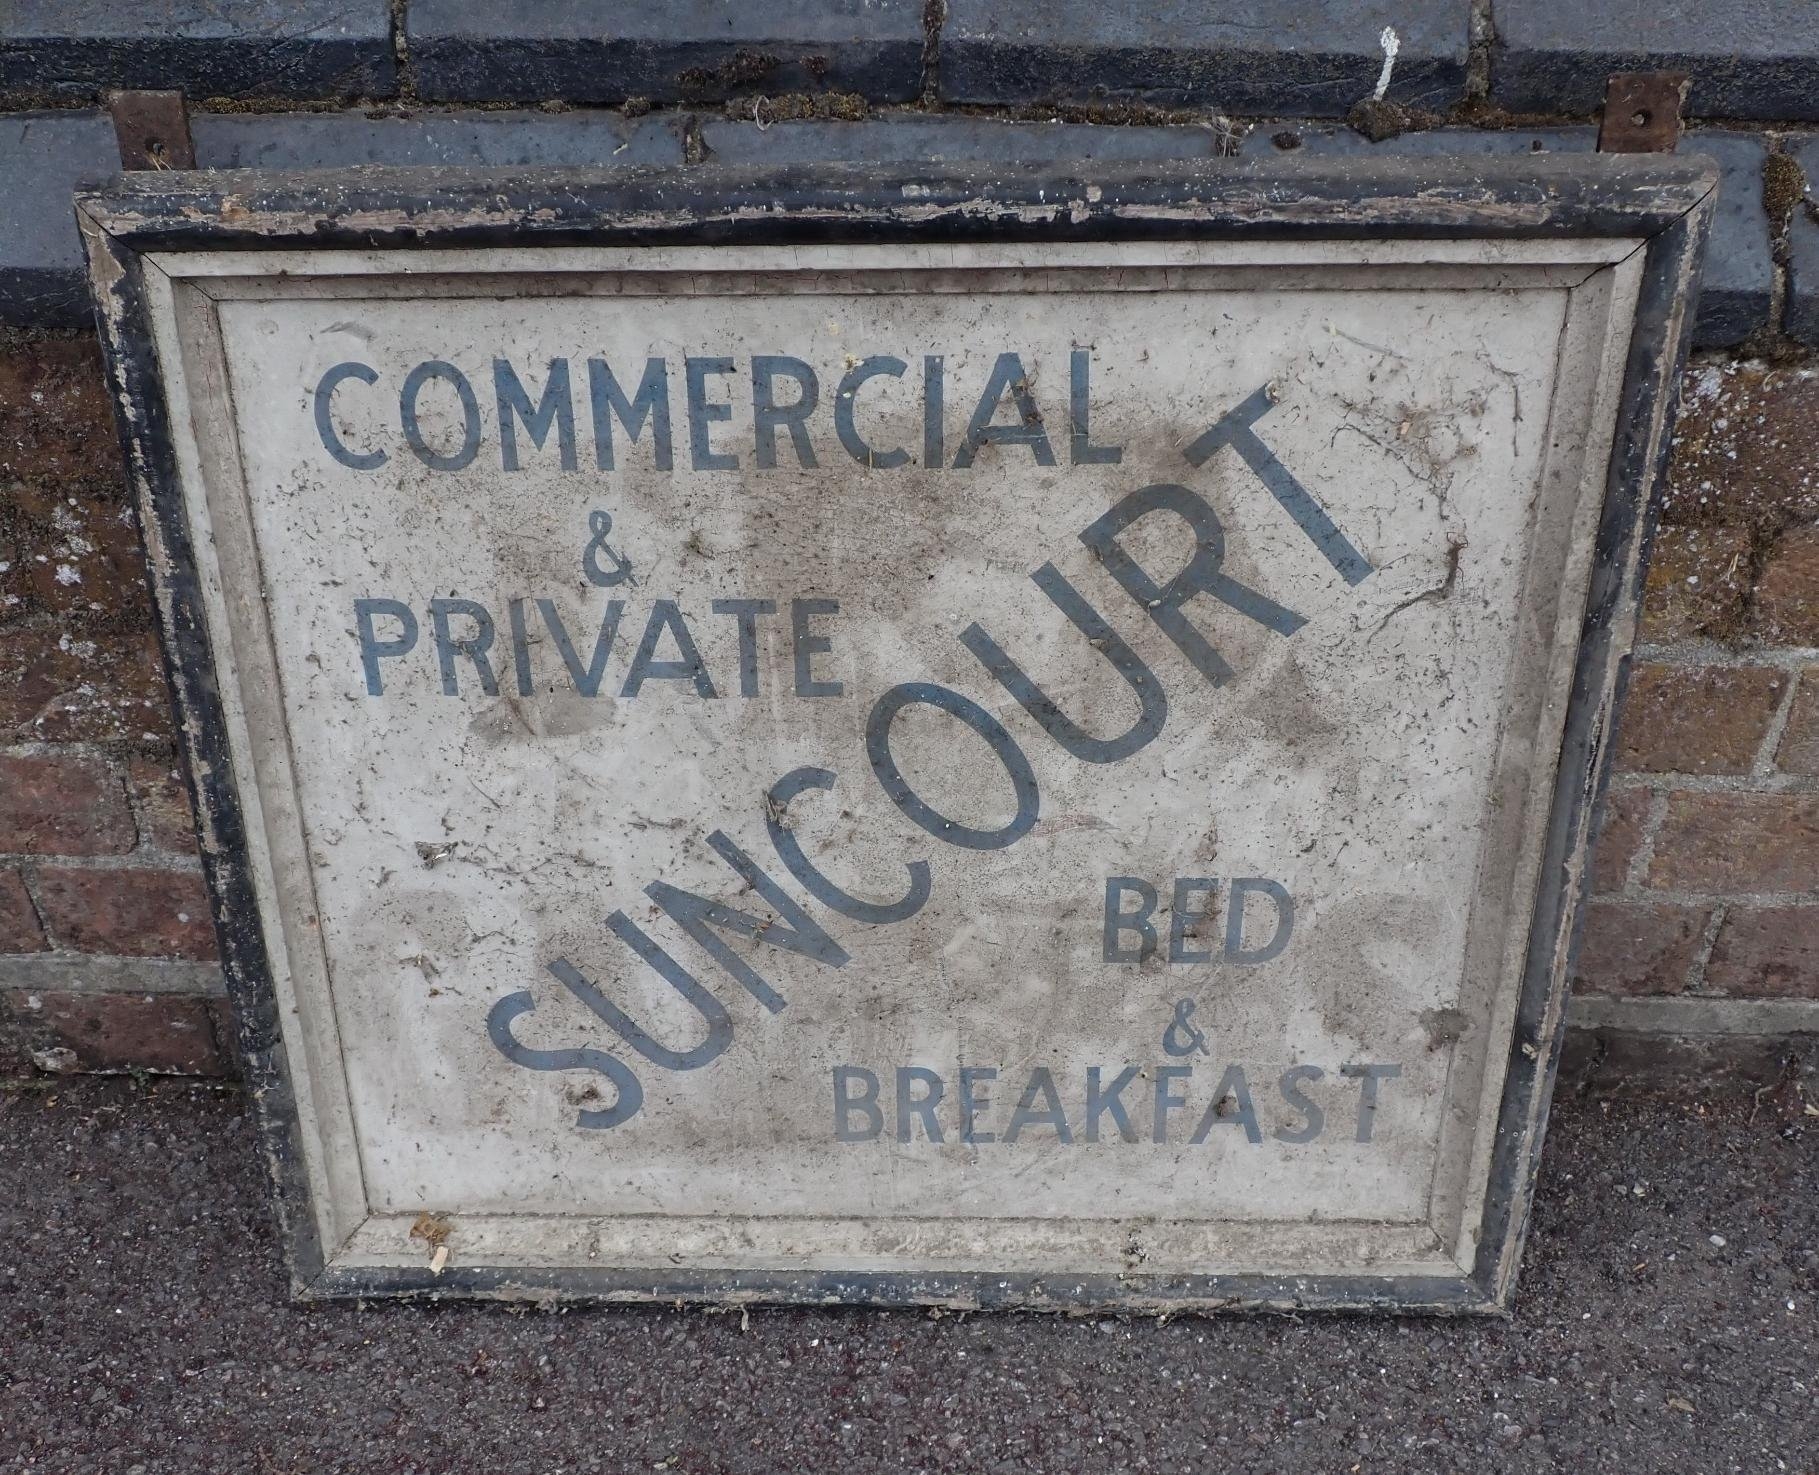 COMMERCIAL
&
PRIVATE
SUNCOURT
BED
&
BREAKFAST